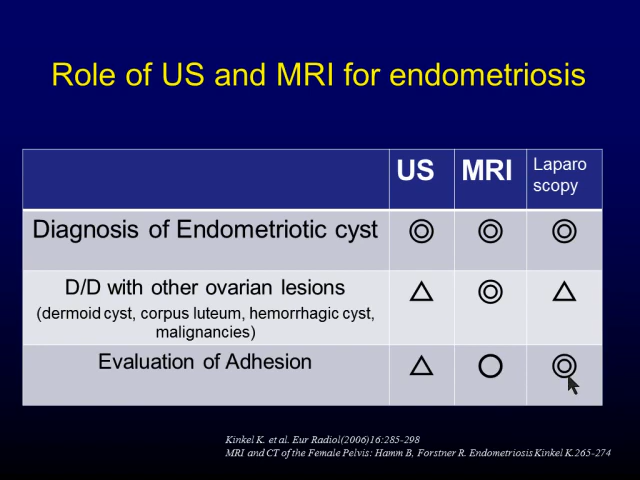 Role of US and MRI for endometriosis
US MRI Laparo
scopy
Diagnosis of Endometriotic cyst ◎ ◎ ◎
D/D with other ovarian lesions △ ◎ △
(dermoid cyst, corpus luteum, hemorrhagic cyst,
malignancies)
Evaluation of Adhesion △ ○ ◎
Kinkel K. et al. Eur Radiol(2006)16:285-298
MRI and CT of the Female Pelvis: Hamm B, Forstner R. Endometriosis Kinkel K.265-274